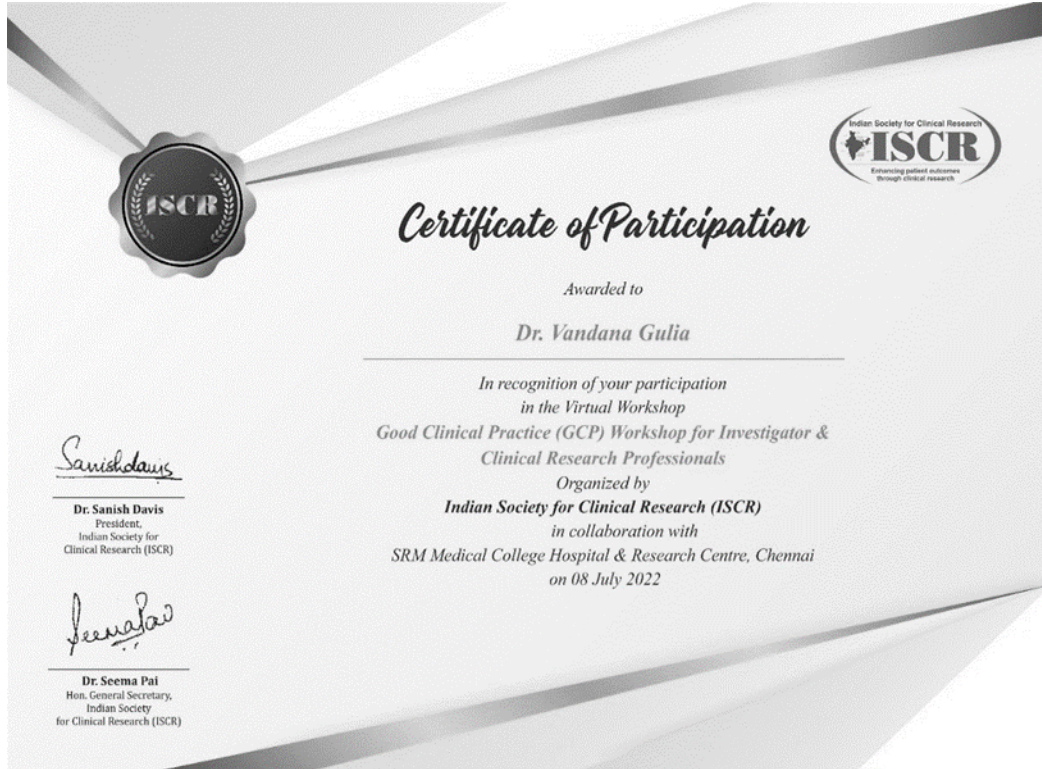 Indian Society for Clinical Research
ISCR
Enhancing patient outcomes
through clinical research
ISCR
Certificate of Participation
Awarded to
Dr. Vandana Gulia
In recognition of your participation
in the Virtual Workshop
Good Clinical Practice (GCP) Workshop for Investigator &
Clinical Research Professionals
Organized by
Indian Society for Clinical Research (ISCR)
in collaboration with
SRM Medical College Hospital & Research Centre, Chennai
on 08 July 2022
Sanishdavis
Dr. Sanish Davis
President,
Indian Society for
Clinical Research (ISCR)
SeemaPai
Dr. Seema Pai
Hon. General Secretary,
Indian Society
for Clinical Research (ISCR)